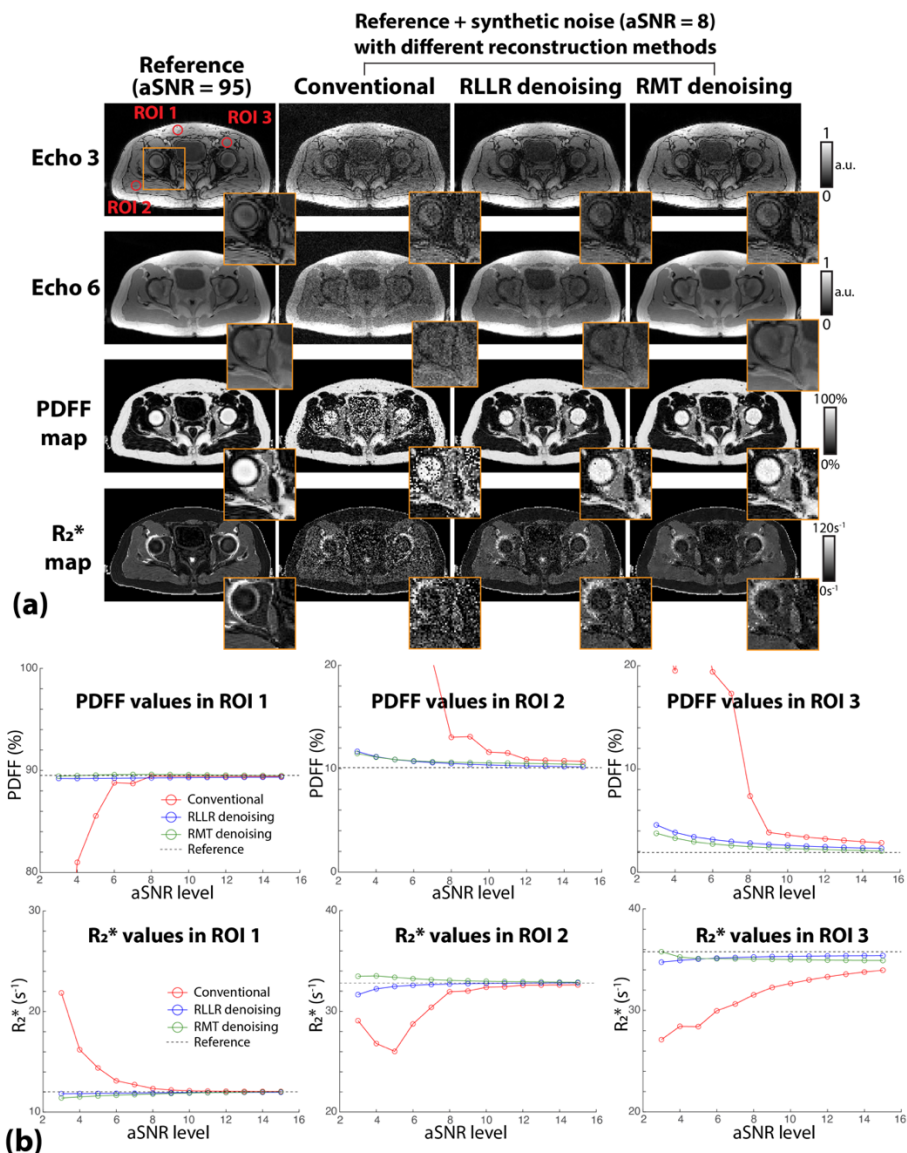 Reference + synthetic noise (aSNR = 8)
with different reconstruction methods
Reference
(aSNR = 95)
Conventional
RLLR denoising
RMT denoising
ROI 1
ROI 3
ROI 2
Echo 3
1
a.u.
0
Echo 6
1
a.u.
0
PDFF
map
100%
0%
R₂*
map
120s⁻¹
0s⁻¹
(a)
PDFF values in ROI 1
PDFF (%)
100
90
80
2 4 6 8 10 12 14 16
aSNR level
Conventional
RLLR denoising
RMT denoising
Reference
PDFF values in ROI 2
PDFF (%)
20
10
0
2 4 6 8 10 12 14 16
aSNR level
PDFF values in ROI 3
PDFF (%)
20
10
0
2 4 6 8 10 12 14 16
aSNR level
R₂* values in ROI 1
R₂* (s⁻¹)
30
20
10
2 4 6 8 10 12 14 16
aSNR level
Conventional
RLLR denoising
RMT denoising
Reference
R₂* values in ROI 2
R₂* (s⁻¹)
40
30
20
2 4 6 8 10 12 14 16
aSNR level
R₂* values in ROI 3
R₂* (s⁻¹)
40
30
20
2 4 6 8 10 12 14 16
aSNR level
(b)